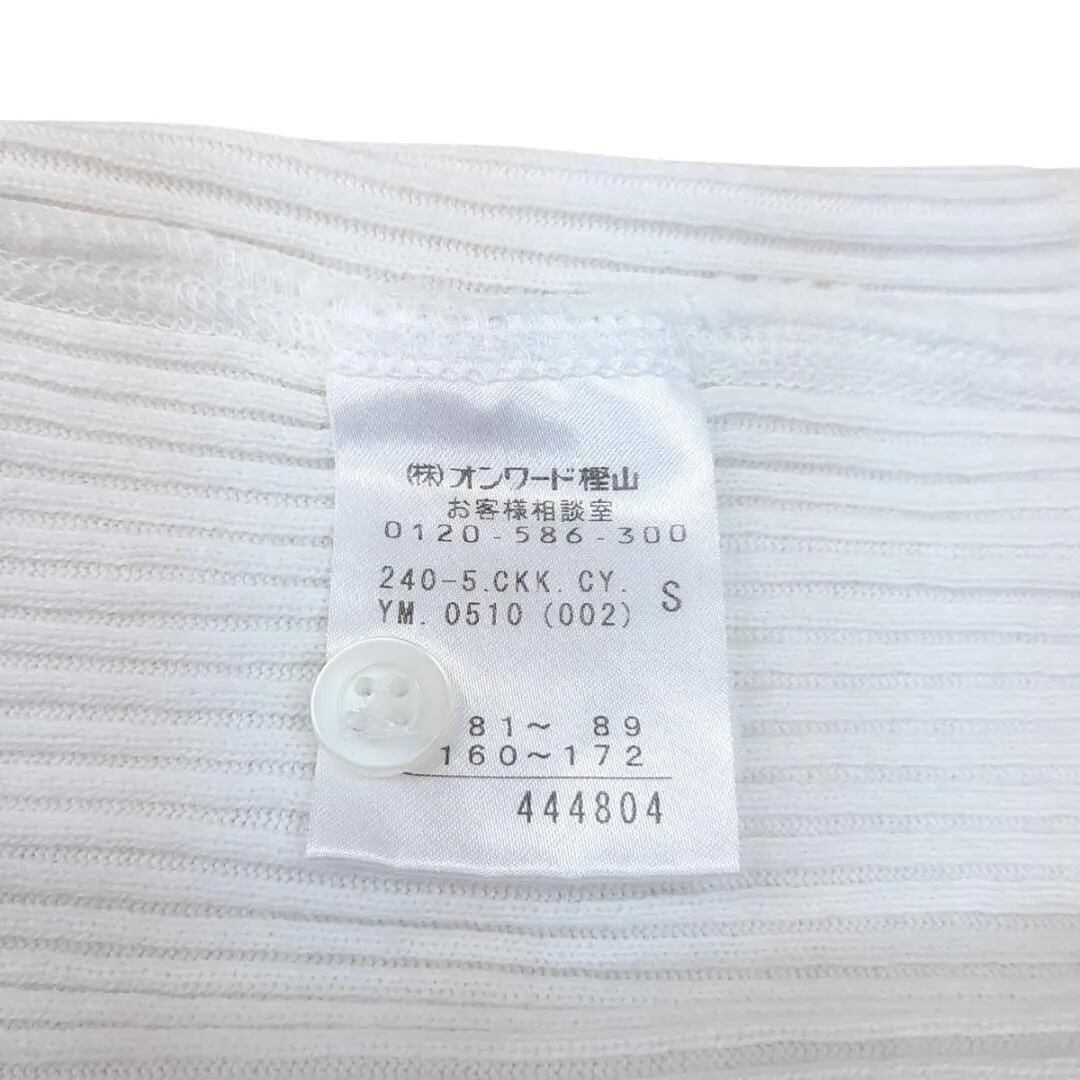 (株)オンワード樫山
お客様相談室
0120-586-300
240-5.CKK.CY.
YM.0510(002) S
81~ 89
160~172
444804